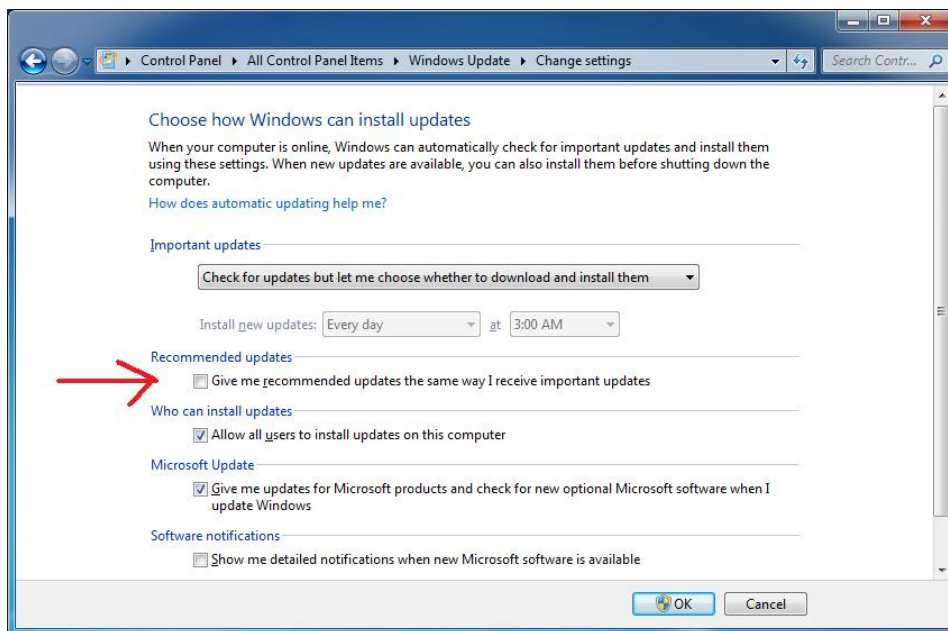 Control Panel ▸ All Control Panel Items ▸ Windows Update ▸ Change settings
Search Contr...
Choose how Windows can install updates
When your computer is online, Windows can automatically check for important updates and install them
using these settings. When new updates are available, you can also install them before shutting down the
computer.
How does automatic updating help me?
Important updates
Check for updates but let me choose whether to download and install them
Install new updates: Every day at 3:00 AM
Recommended updates
Give me recommended updates the same way I receive important updates
Who can install updates
Allow all users to install updates on this computer
Microsoft Update
Give me updates for Microsoft products and check for new optional Microsoft software when I
update Windows
Software notifications
Show me detailed notifications when new Microsoft software is available
OK Cancel